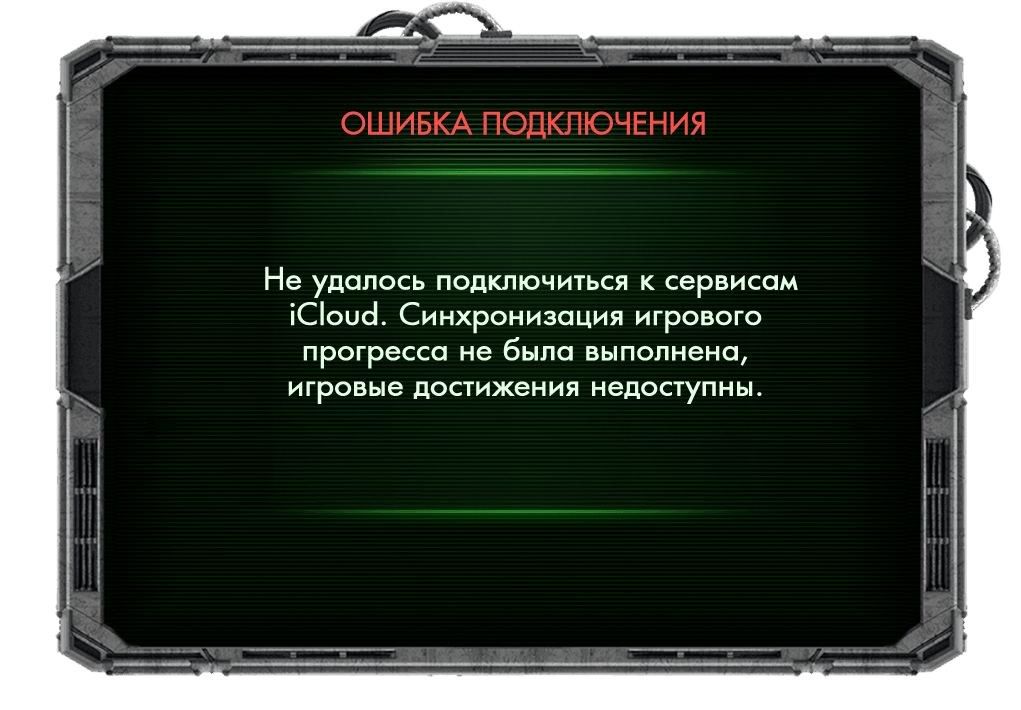 ОШИБКА ПОДКЛЮЧЕНИЯ
Не удалось подключиться к сервисам
iCloud. Синхронизация игрового
прогресса не была выполнена,
игровые достижения недоступны.